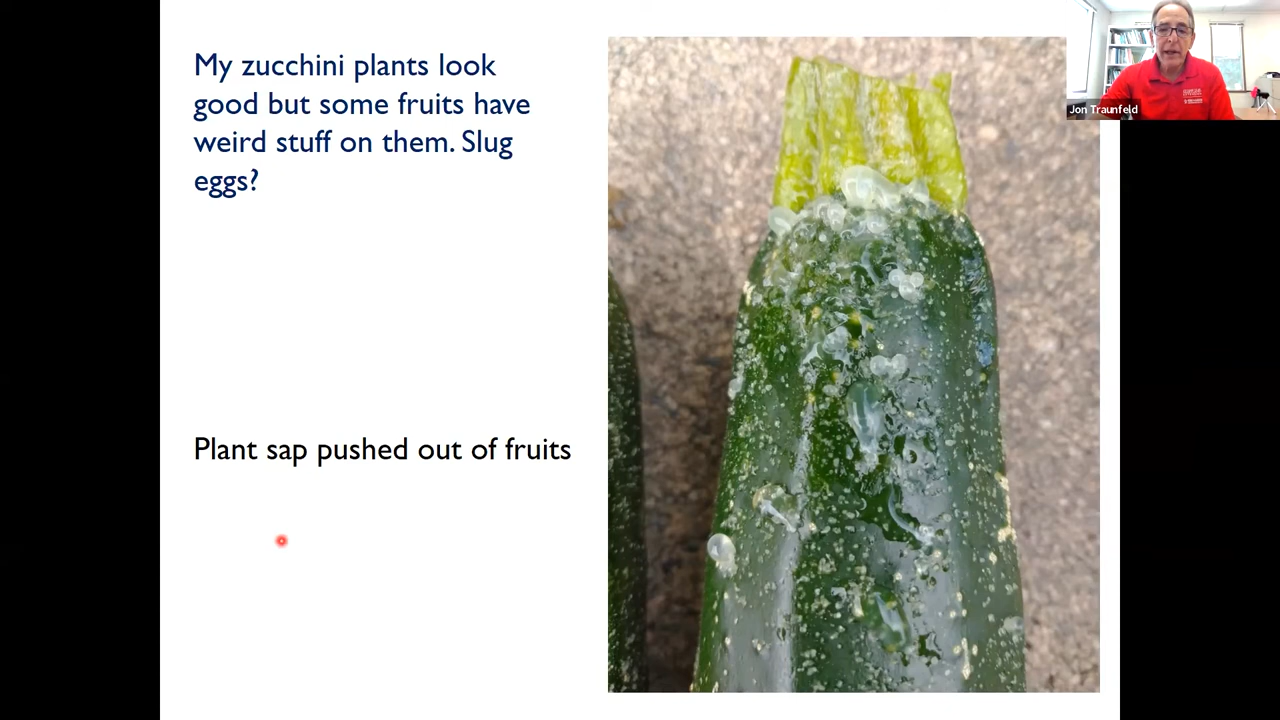 My zucchini plants look
good but some fruits have
weird stuff on them. Slug
eggs?
Plant sap pushed out of fruits
Jon Traunfeld